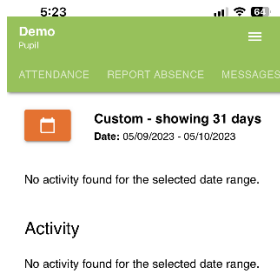 5:23
64
Demo
Pupil
ATTENDANCE REPORT ABSENCE MESSAGES
Custom - showing 31 days
Date: 05/09/2023 - 05/10/2023
No activity found for the selected date range.
Activity
No activity found for the selected date range.